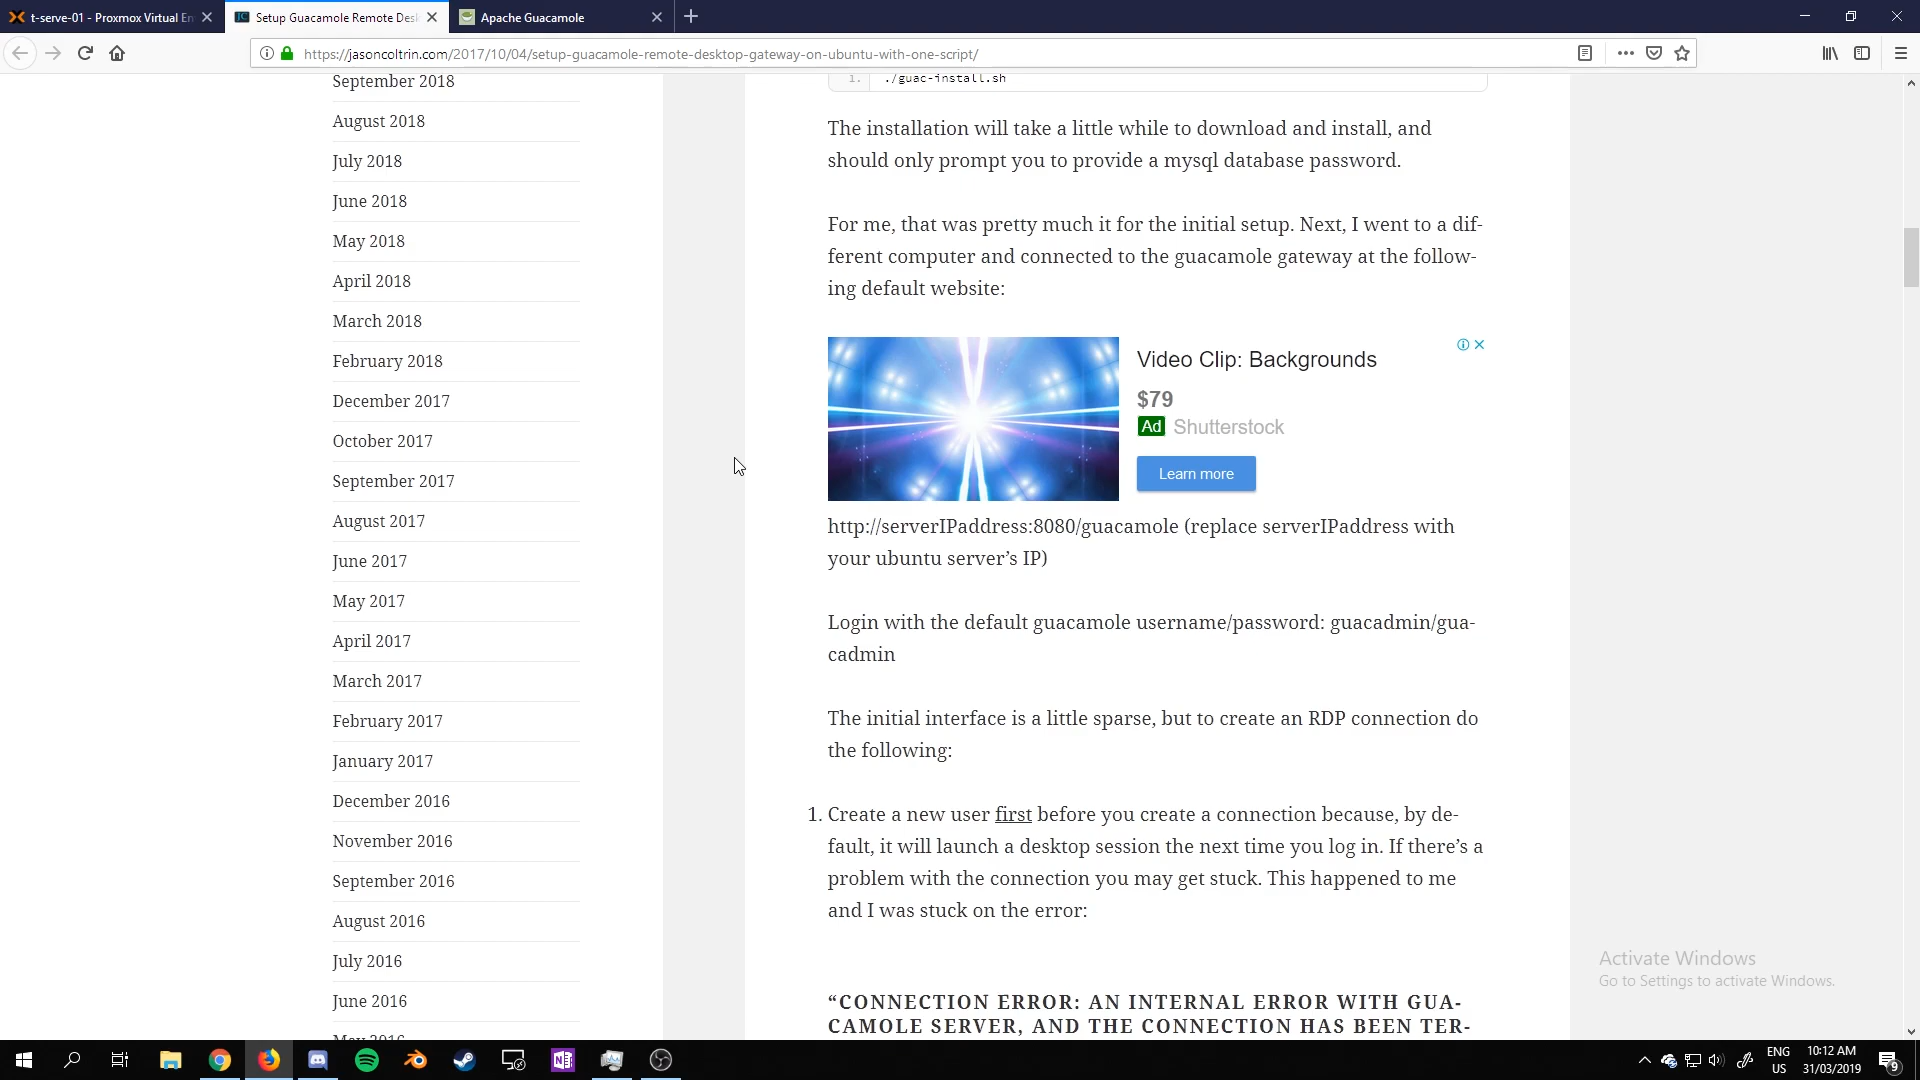 t-serve-01 - Proxmox Virtual En
Setup Guacamole Remote Desk
Apache Guacamole
https://jasoncoltrin.com/2017/10/04/setup-guacamole-remote-desktop-gateway-on-ubuntu-with-one-script/
September 2018
August 2018
July 2018
June 2018
May 2018
April 2018
March 2018
February 2018
December 2017
October 2017
September 2017
August 2017
June 2017
May 2017
April 2017
March 2017
February 2017
January 2017
December 2016
November 2016
September 2016
August 2016
July 2016
June 2016
May 2016
1. ./guac-install.sh
The installation will take a little while to download and install, and
should only prompt you to provide a mysql database password.
For me, that was pretty much it for the initial setup. Next, I went to a dif-
ferent computer and connected to the guacamole gateway at the follow-
ing default website:
Video Clip: Backgrounds
$79
Ad Shutterstock
Learn more
http://serverIPaddress:8080/guacamole (replace serverIPaddress with
your ubuntu server’s IP)
Login with the default guacamole username/password: guacadmin/gua-
cadmin
The initial interface is a little sparse, but to create an RDP connection do
the following:
1. Create a new user first before you create a connection because, by de-
fault, it will launch a desktop session the next time you log in. If there’s a
problem with the connection you may get stuck. This happened to me
and I was stuck on the error:
“CONNECTION ERROR: AN INTERNAL ERROR WITH GUA-
CAMOLE SERVER, AND THE CONNECTION HAS BEEN TER-
Activate Windows
Go to Settings to activate Windows.
ENG
US
10:12 AM
31/03/2019
9